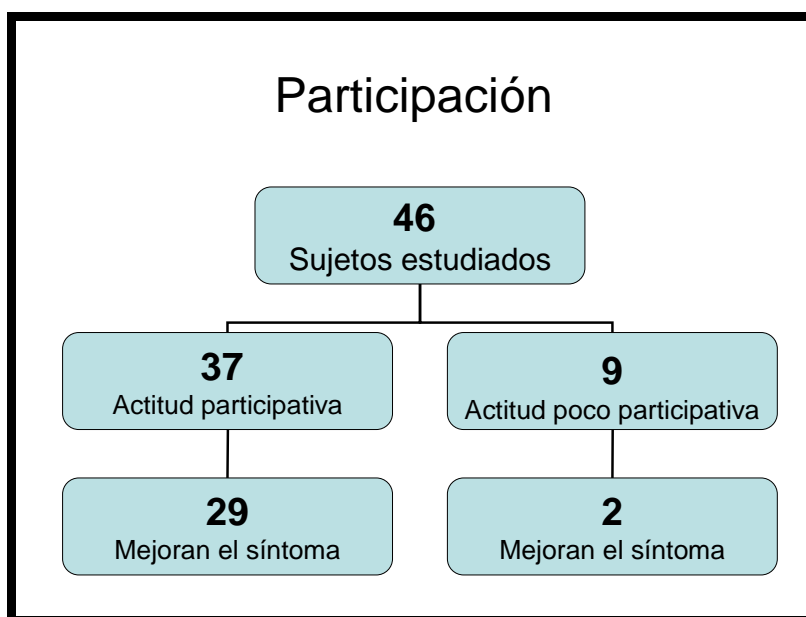 Participación
46
Sujetos estudiados
37
Actitud participativa
9
Actitud poco participativa
29
Mejoran el síntoma
2
Mejoran el síntoma